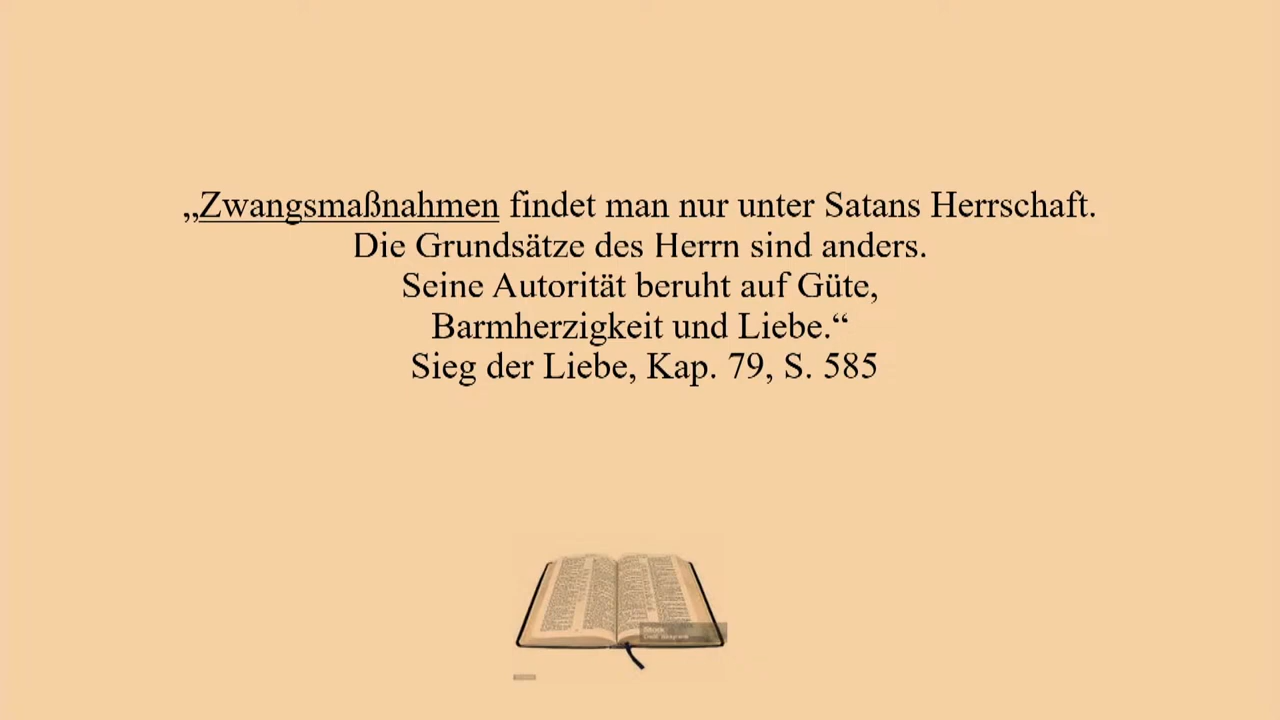 „Zwangsmaßnahmen findet man nur unter Satans Herrschaft.
Die Grundsätze des Herrn sind anders.
Seine Autorität beruht auf Güte,
Barmherzigkeit und Liebe.“
Sieg der Liebe, Kap. 79, S. 585